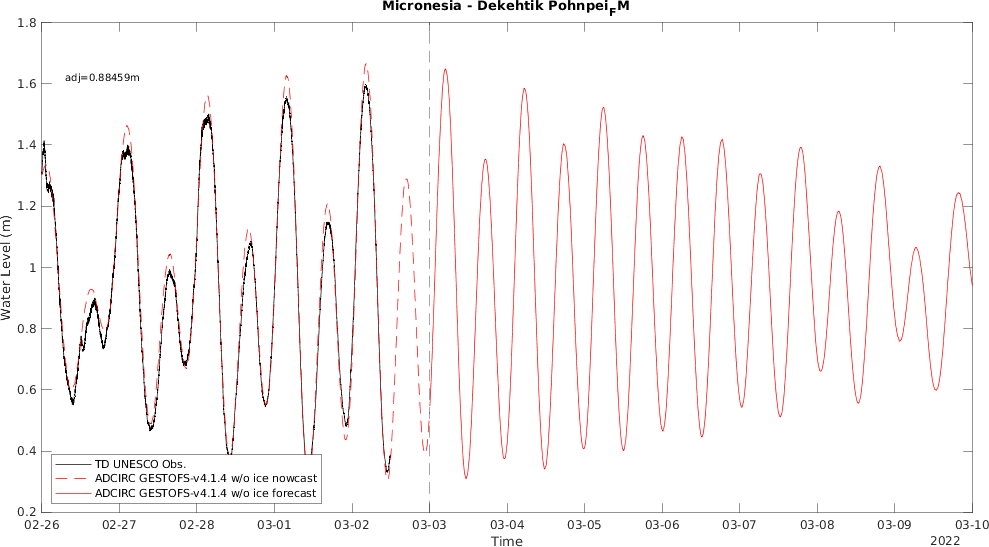 Micronesia - Dekehtik Pohnpei_FM
adj=0.88459m
Water Level (m)
1.8
1.6
1.4
1.2
1
0.8
0.6
0.4
0.2
TD UNESCO Obs.
ADCIRC GESTOFS-v4.1.4 w/o ice nowcast
ADCIRC GESTOFS-v4.1.4 w/o ice forecast
02-26 02-27 02-28 03-01 03-02 03-03 03-04 03-05 03-06 03-07 03-08 03-09 03-10
Time
2022